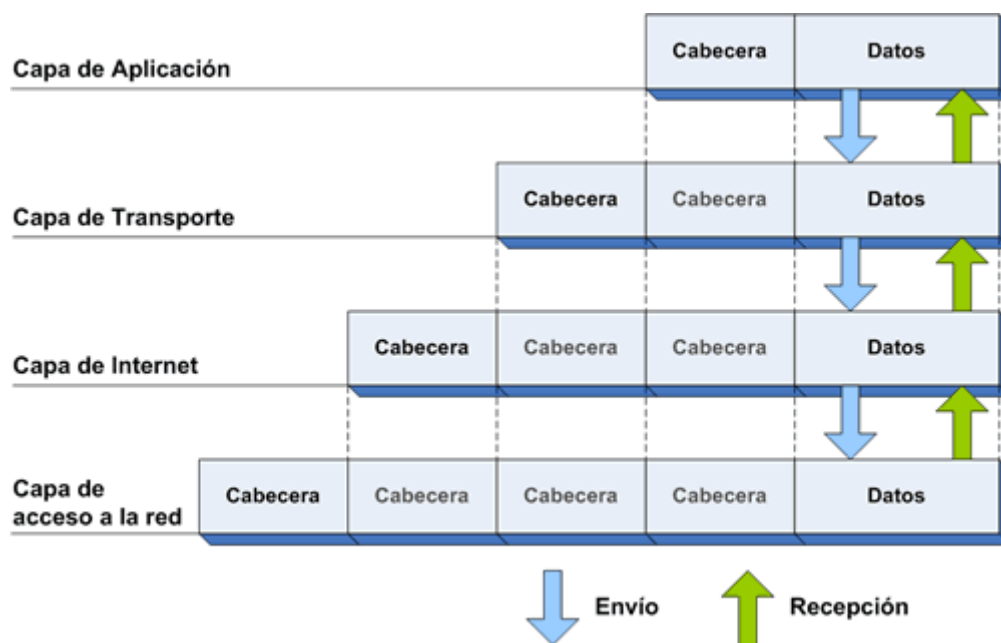 Cabecera Datos
Capa de Aplicación
Cabecera Cabecera Datos
Capa de Transporte
Cabecera Cabecera Cabecera Datos
Capa de Internet
Capa de
acceso a la red
Cabecera Cabecera Cabecera Cabecera Datos
Envío Recepción